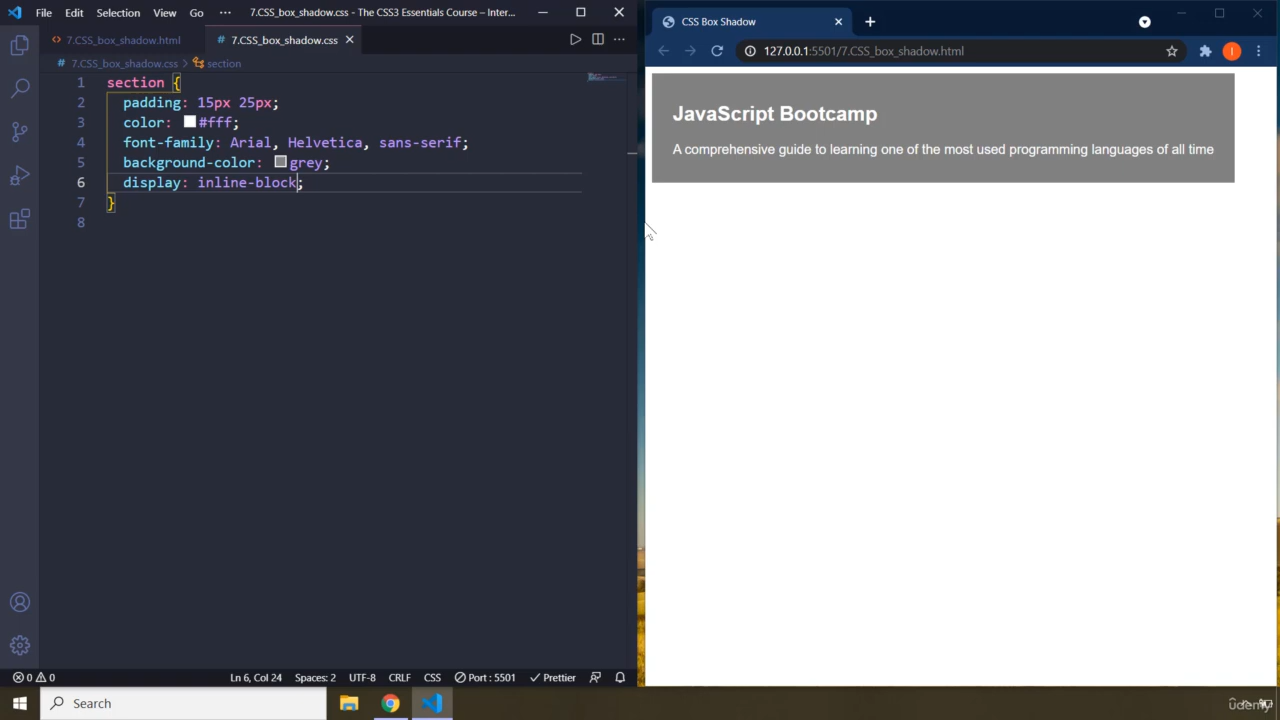 File Edit Selection View Go ··· 7.CSS_box_shadow.css - The CSS3 Essentials Course – Inter...
7.CSS_box_shadow.html
# 7.CSS_box_shadow.css
# 7.CSS_box_shadow.css > section
1 section {
2 padding: 15px 25px;
3 color: #fff;
4 font-family: Arial, Helvetica, sans-serif;
5 background-color: grey;
6 display: inline-block;
7 }
8
0 0 Ln 6, Col 24 Spaces: 2 UTF-8 CRLF CSS Port : 5501 Prettier
CSS Box Shadow
127.0.0.1:5501/7.CSS_box_shadow.html
I
JavaScript Bootcamp
A comprehensive guide to learning one of the most used programming languages of all time
Search
udemy